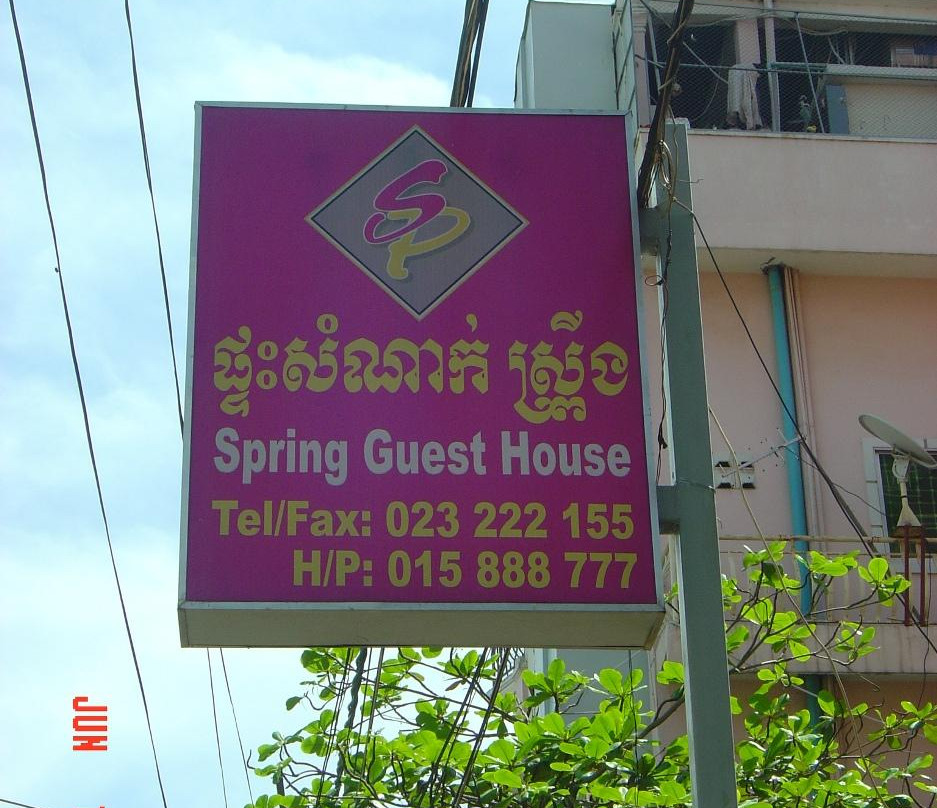 SP
ផ្ទះសំណាក់ ស្ព្រីង
Spring Guest House
Tel/Fax: 023 222 155
H/P: 015 888 777
JUN